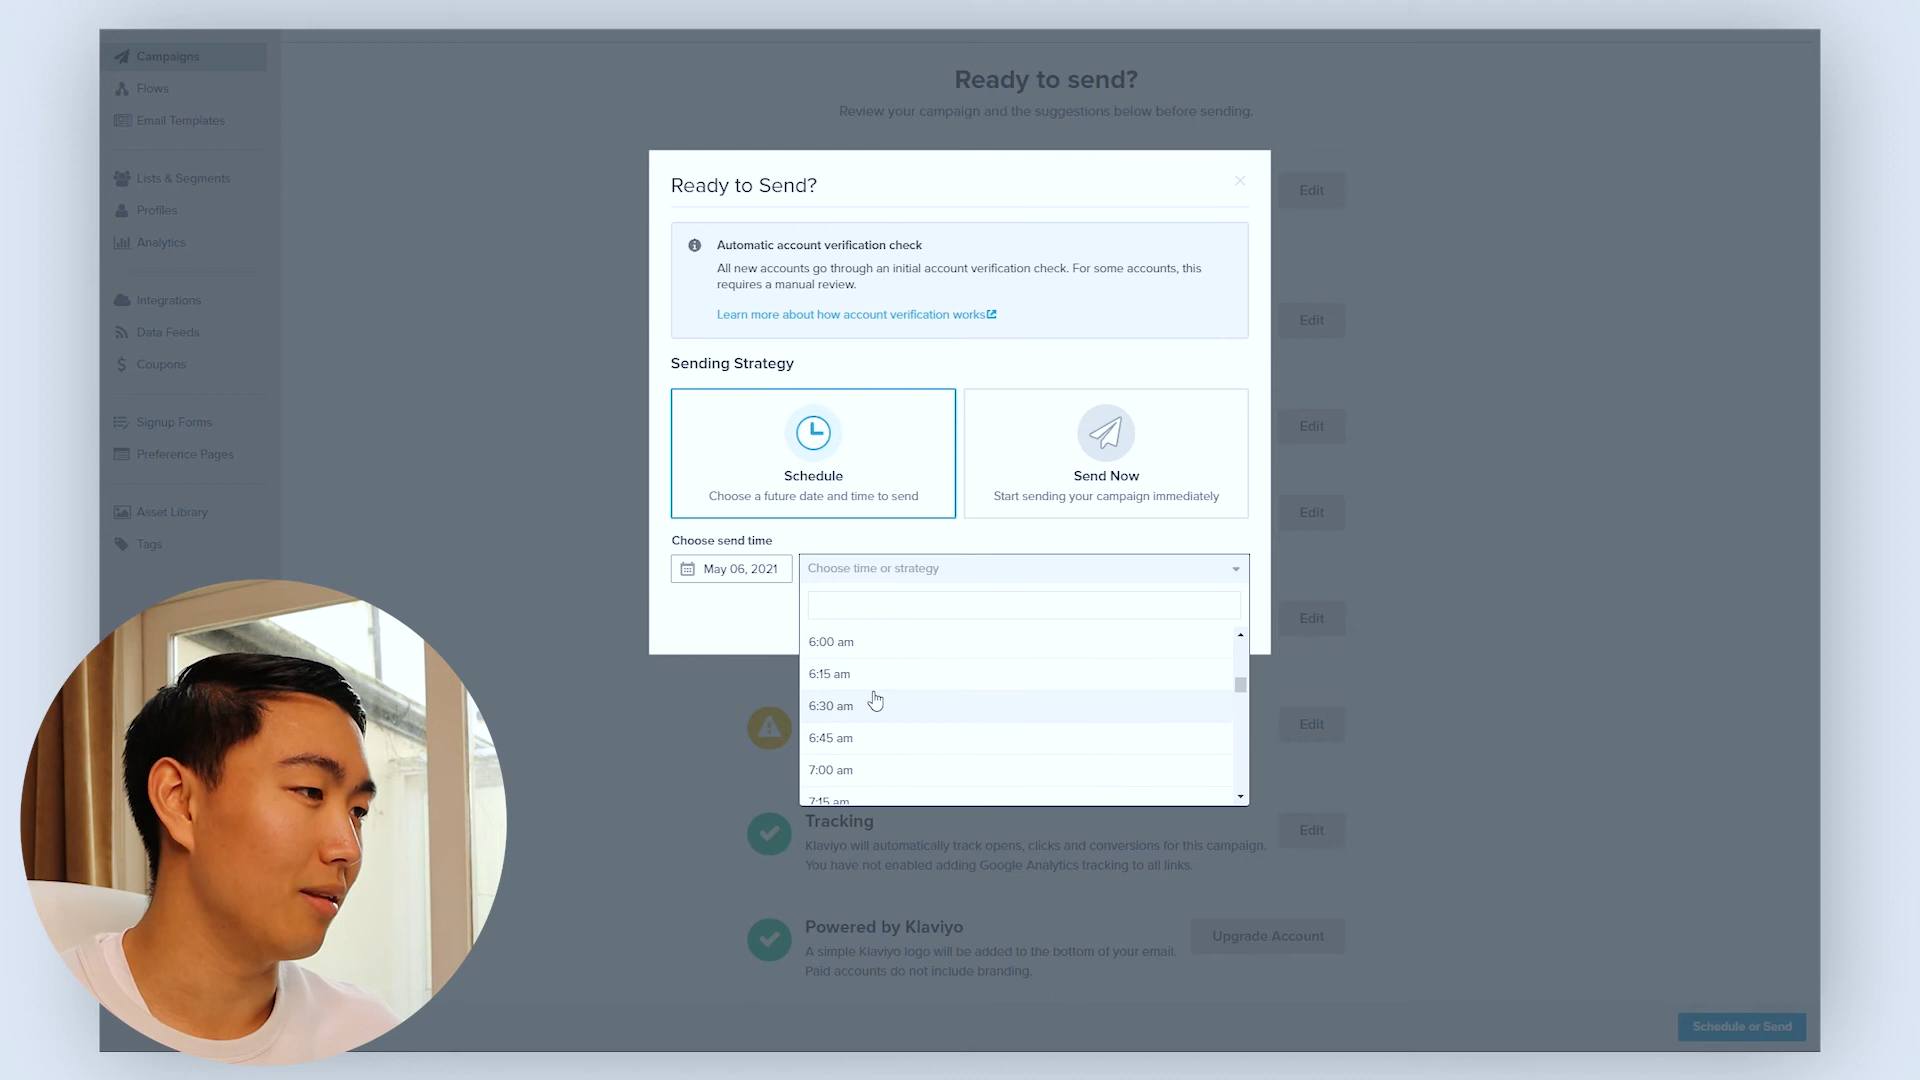 Campaigns
Flows
Email Templates
Lists & Segments
Profiles
Analytics
Integrations
Data Feeds
Coupons
Signup Forms
Preference Pages
Asset Library
Tags
Ready to send?
Review your campaign and the suggestions below before sending.
Edit
Edit
Edit
Edit
Edit
Edit
Ready to Send?
Automatic account verification check
All new accounts go through an initial account verification check. For some accounts, this
requires a manual review.
Learn more about how account verification works
Sending Strategy
Schedule
Choose a future date and time to send
Send Now
Start sending your campaign immediately
Choose send time
May 06, 2021
Choose time or strategy
6:00 am
6:15 am
6:30 am
6:45 am
7:00 am
7:15 am
Tracking
Klaviyo will automatically track opens, clicks and conversions for this campaign.
You have not enabled adding Google Analytics tracking to all links.
Edit
Powered by Klaviyo
A simple Klaviyo logo will be added to the bottom of your email.
Paid accounts do not include branding.
Upgrade Account
Schedule or Send